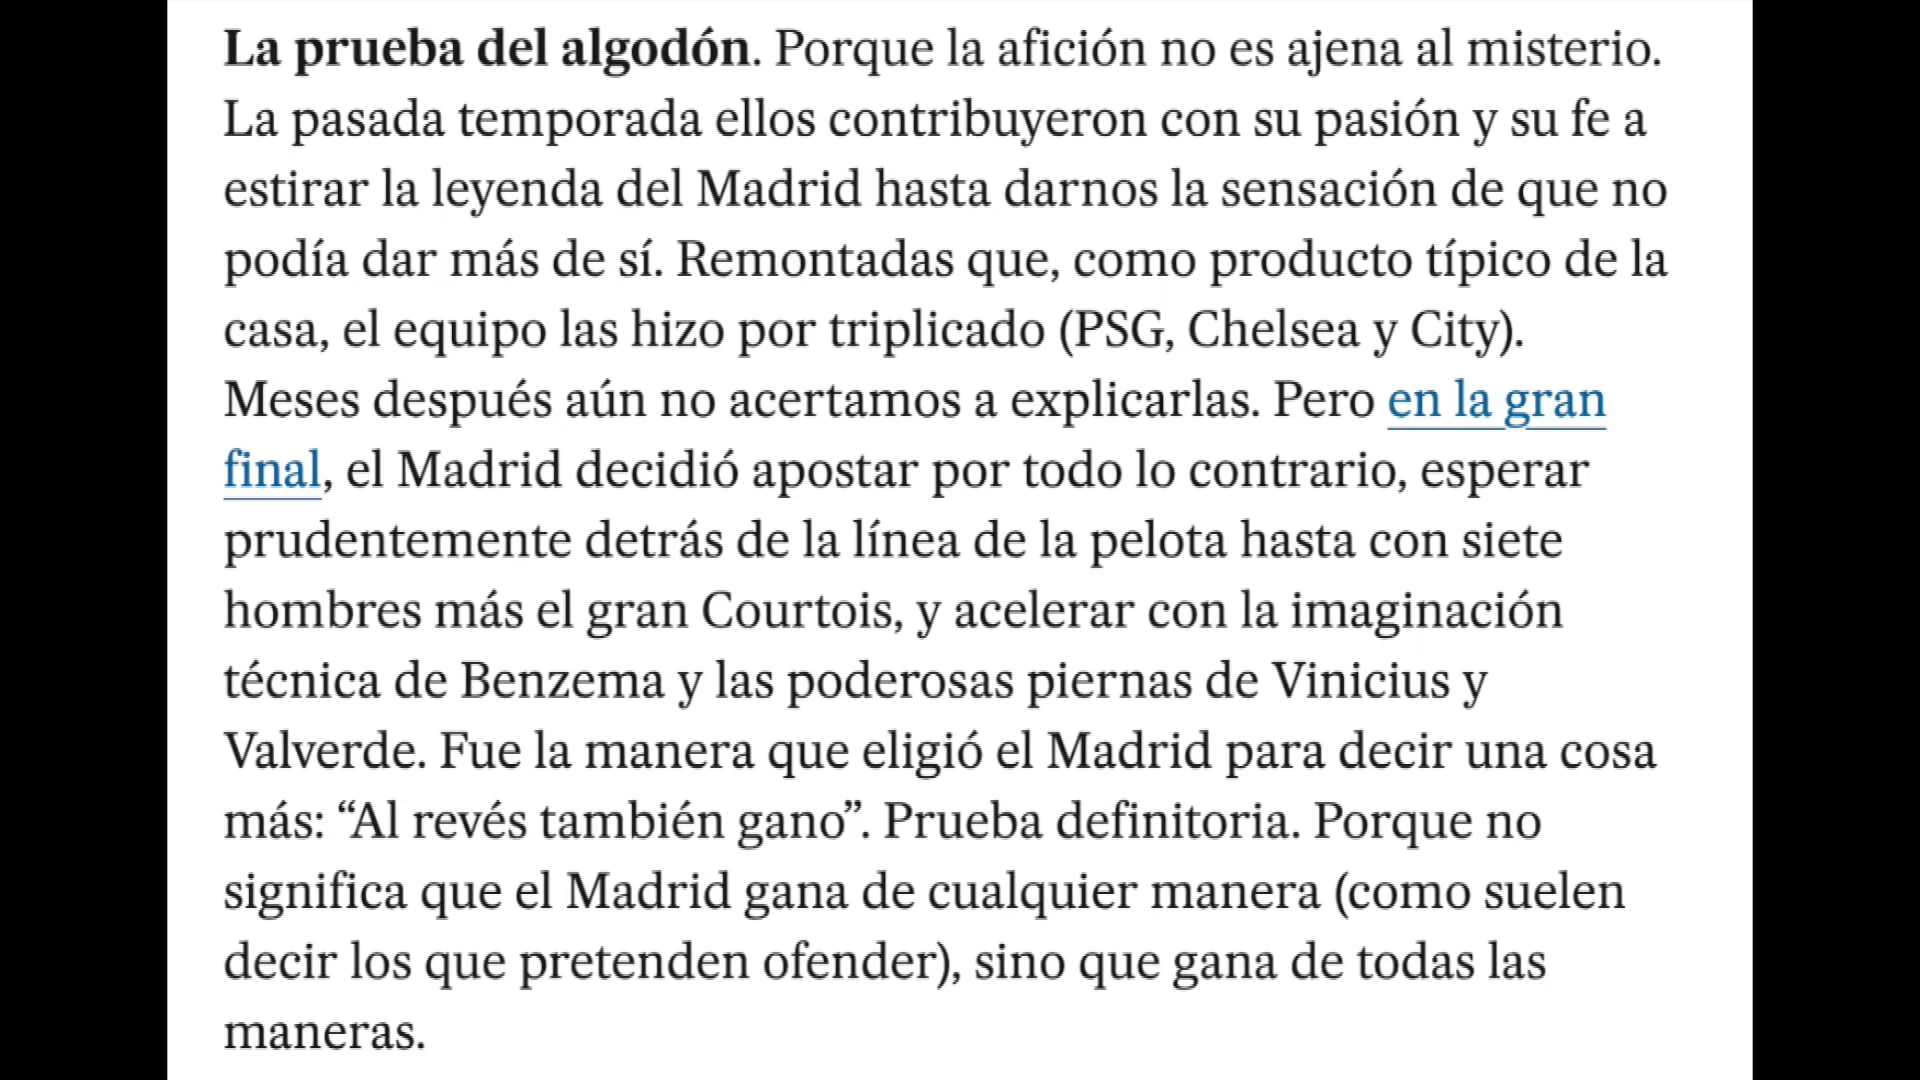 La prueba del algodón. Porque la afición no es ajena al misterio.
La pasada temporada ellos contribuyeron con su pasión y su fe a
estirar la leyenda del Madrid hasta darnos la sensación de que no
podía dar más de sí. Remontadas que, como producto típico de la
casa, el equipo las hizo por triplicado (PSG, Chelsea y City).
Meses después aún no acertamos a explicarlas. Pero en la gran
final, el Madrid decidió apostar por todo lo contrario, esperar
prudentemente detrás de la línea de la pelota hasta con siete
hombres más el gran Courtois, y acelerar con la imaginación
técnica de Benzema y las poderosas piernas de Vinicius y
Valverde. Fue la manera que eligió el Madrid para decir una cosa
más: “Al revés también gano”. Prueba definitoria. Porque no
significa que el Madrid gana de cualquier manera (como suelen
decir los que pretenden ofender), sino que gana de todas las
maneras.